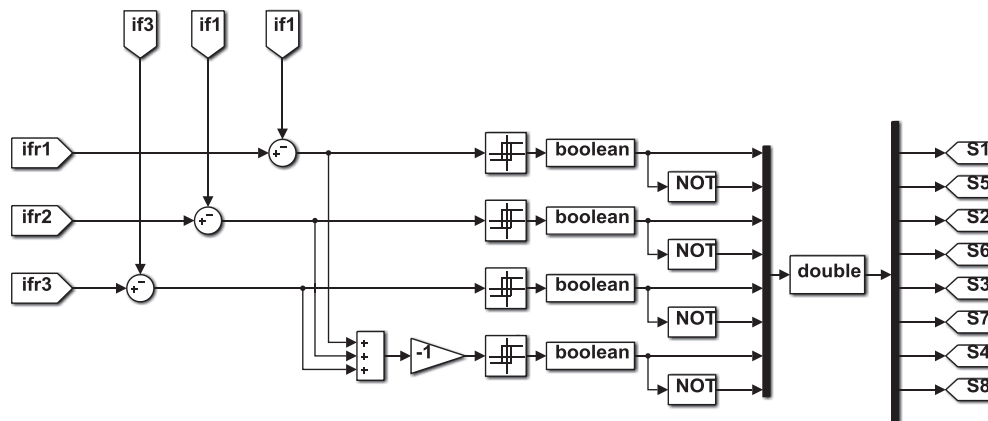 if3 if1 if1
ifr1 + - boolean S1
NOT S5
ifr2 + - boolean S2
NOT S6
double
ifr3 + - boolean S3
NOT S7
+
+ -1 boolean S4
+
NOT S8